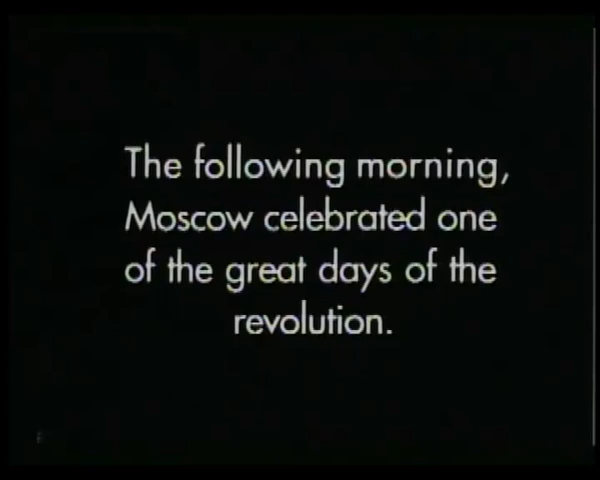 The following morning,
Moscow celebrated one
of the great days of the
revolution.